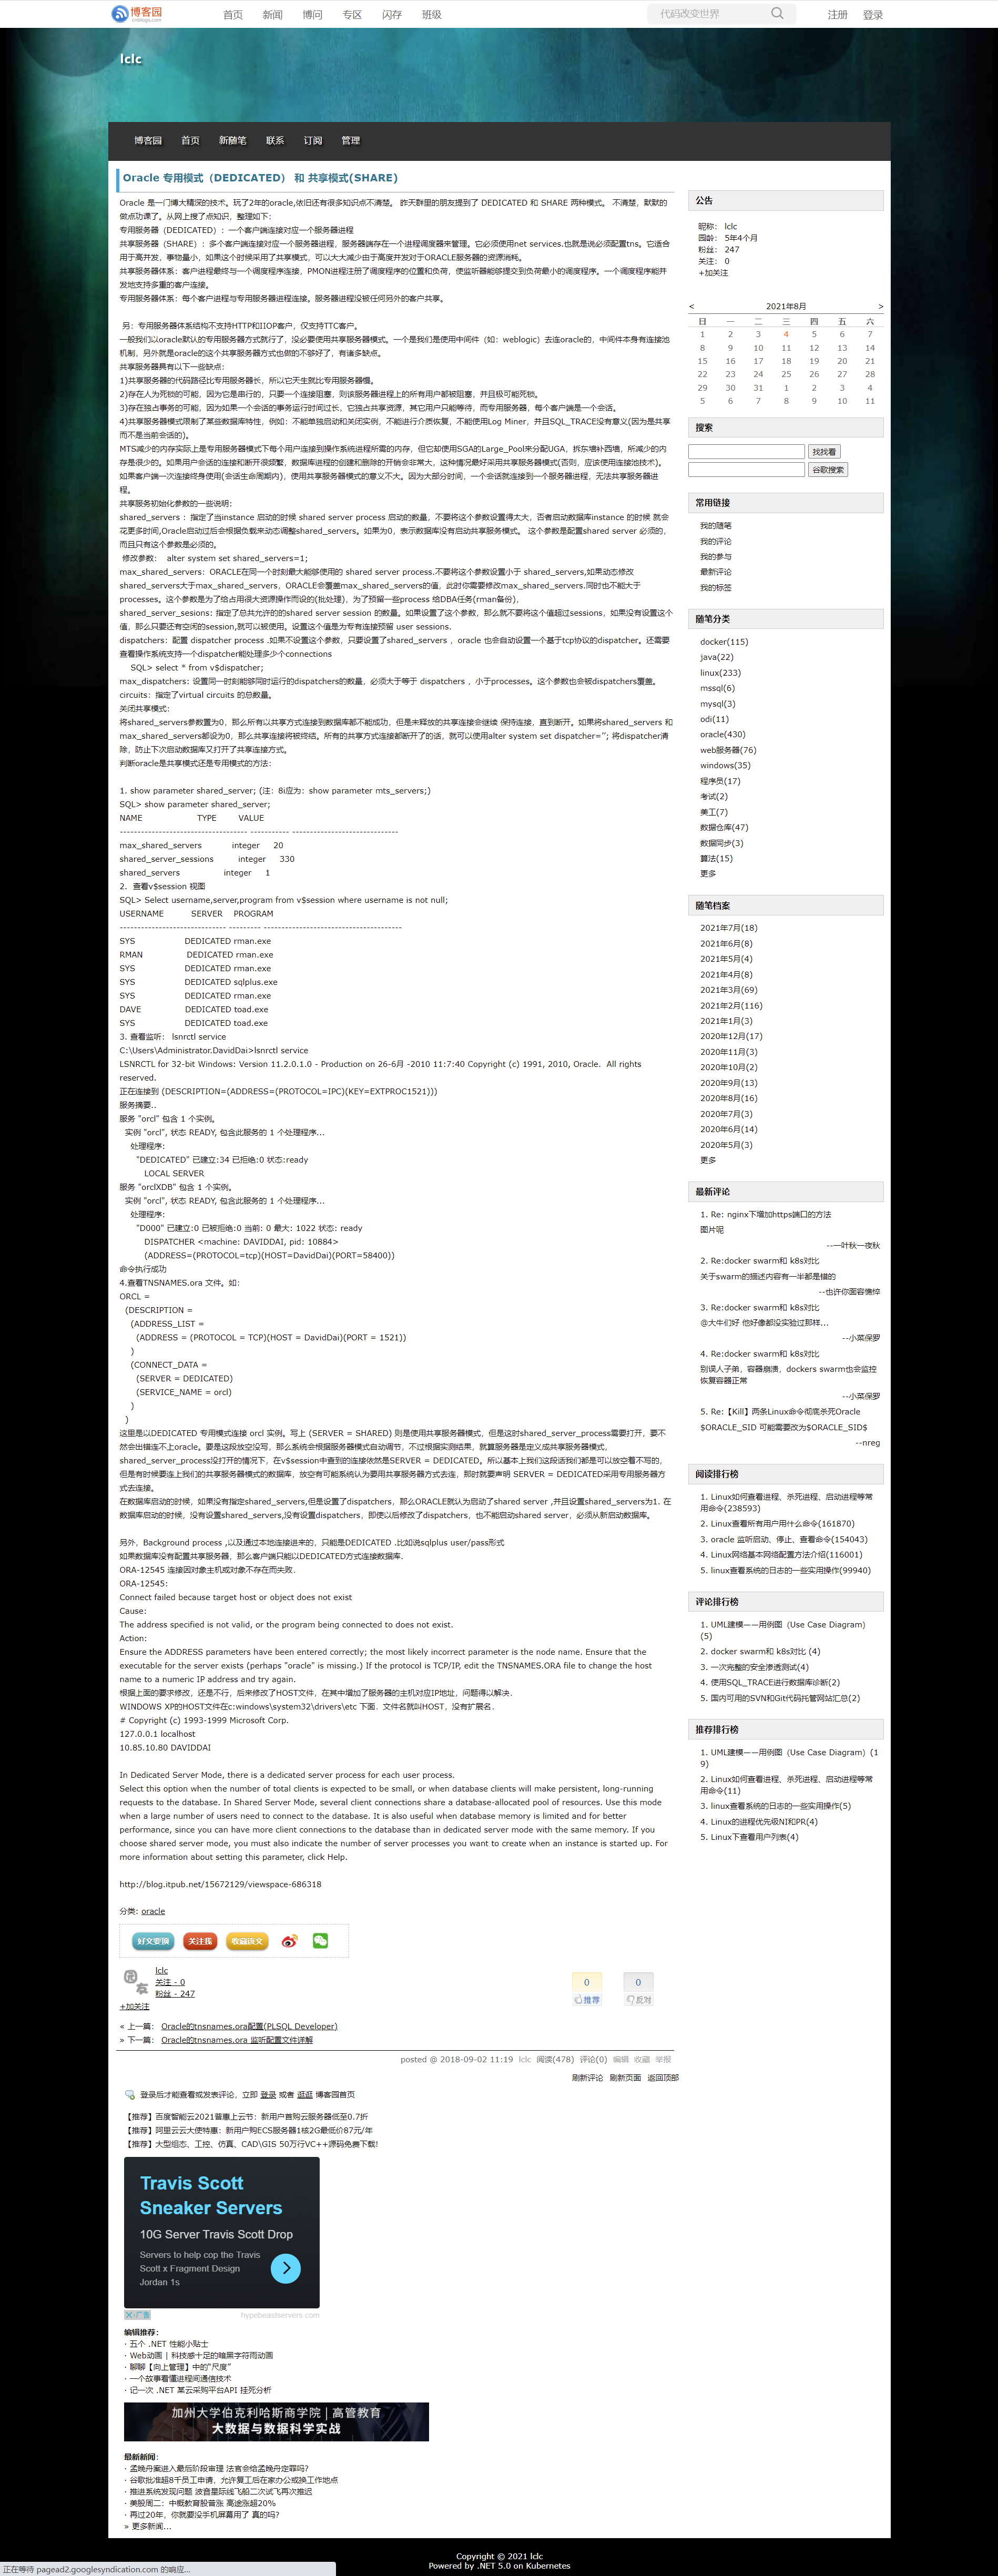 博客园
cnblogs.com
首页 新闻 博问 专区 闪存 班级
代码改变世界
注册 登录
lclc
博客园 首页 新随笔 联系 订阅 管理
Oracle 专用模式（DEDICATED） 和 共享模式(SHARE)
Oracle 是一门博大精深的技术。玩了2年的oracle,依旧还有很多知识点不清楚。 昨天群里的朋友提到了 DEDICATED 和 SHARE 两种模式。 不清楚，默默的
做点功课了。从网上搜了点知识，整理如下：
专用服务器（DEDICATED）：一个客户端连接对应一个服务器进程
共享服务器（SHARE）：多个客户端连接对应一个服务器进程，服务器端存在一个进程调度器来管理。它必须使用net services.也就是说必须配置tns。它适合
用于高并发，事物量小，如果这个时候采用了共享模式，可以大大减少由于高度并发对于ORACLE服务器的资源消耗。
共享服务器体系：客户进程最终与一个调度程序连接，PMON进程注册了调度程序的位置和负荷，使监听器能够提交到负荷最小的调度程序。一个调度程序能并
发地支持多重的客户连接。
专用服务器体系：每个客户进程与专用服务器进程连接。服务器进程没被任何另外的客户共享。
另：专用服务器体系结构不支持HTTP和IIOP客户，仅支持TTC客户。
一般我们以oracle默认的专用服务器方式就行了，没必要使用共享服务器模式。一个是我们是使用中间件（如：weblogic）去连oracle的，中间件本身有连接池
机制，另外就是oracle的这个共享服务器方式也做的不够好了，有诸多缺点。
共享服务器具有以下一些缺点:
1)共享服务器的代码路径比专用服务器长，所以它天生就比专用服务器慢。
2)存在人为死锁的可能，因为它是串行的，只要一个连接阻塞，则该服务器进程上的所有用户都被阻塞，并且极可能死锁。
3)存在独占事务的可能，因为如果一个会话的事务运行时间过长，它独占共享资源，其它用户只能等待，而专用服务器，每个客户端是一个会话。
4)共享服务器模式限制了某些数据库特性，例如：不能单独启动和关闭实例，不能进行介质恢复，不能使用Log Miner，并且SQL_TRACE没有意义(因为是共享
而不是当前会话的)。
MTS减少的内存实际上是专用服务器模式下每个用户连接到操作系统进程所需的内存，但它却使用SGA的Large_Pool来分配UGA，拆东墙补西墙，所减少的内
存是很少的。如果用户会话的连接和断开很频繁，数据库进程的创建和删除的开销会非常大，这种情况最好采用共享服务器模式(否则，应该使用连接池技术)。
如果客户端一次连接终身使用(会话生命周期内)，使用共享服务器模式的意义不大。因为大部分时间，一个会话就连接到一个服务器进程，无法共享服务器进
程。
共享服务初始化参数的一些说明:
shared_servers ：指定了当instance 启动的时候 shared server process 启动的数量，不要将这个参数设置得太大，否者启动数据库instance 的时候 就会
花更多时间,Oracle启动过后会根据负载来动态调整shared_servers。如果为0，表示数据库没有启动共享服务模式。 这个参数是配置shared server 必须的，
而且只有这个参数是必须的。
修改参数： alter system set shared_servers=1;
max_shared_servers：ORACLE在同一个时刻最大能够使用的 shared server process.不要将这个参数设置小于 shared_servers,如果动态修改
shared_servers大于max_shared_servers，ORACLE会覆盖max_shared_servers的值，此时你需要修改max_shared_servers.同时也不能大于
processes。这个参数是为了给占用很大资源操作而设的(批处理)，为了预留一些process 给DBA任务(rman备份)，
shared_server_sesions: 指定了总共允许的的shared server session 的数量。如果设置了这个参数，那么就不要将这个值超过sessions，如果没有设置这个
值，那么只要还有空闲的session,就可以被使用。设置这个值是为专有连接预留 user sessions.
dispatchers：配置 dispatcher process .如果不设置这个参数，只要设置了shared_servers ，oracle 也会自动设置一个基于tcp协议的dispatcher。还需要
查看操作系统支持一个dispatcher能处理多少个connections
SQL> select * from v$dispatcher;
max_dispatchers: 设置同一时刻能够同时运行的dispatchers的数量，必须大于等于 dispatchers ，小于processes。这个参数也会被dispatchers覆盖。
circuits：指定了virtual circuits 的总数量。
关闭共享模式：
将shared_servers参数置为0，那么所有以共享方式连接到数据库都不能成功，但是未释放的共享连接会继续 保持连接，直到断开。如果将shared_servers 和
max_shared_servers都设为0，那么共享连接将被终结。所有的共享方式连接都断开了的话，就可以使用alter system set dispatcher=''; 将dispatcher清
除，防止下次启动数据库又打开了共享连接方式。
判断oracle是共享模式还是专用模式的方法：
1. show parameter shared_server; (注：8i应为：show parameter mts_servers;)
SQL> show parameter shared_server;
NAME TYPE VALUE
------------------------------------ ----------- ------------------------------
max_shared_servers integer 20
shared_server_sessions integer 330
shared_servers integer 1
2. 查看v$session 视图
SQL> Select username,server,program from v$session where username is not null;
USERNAME SERVER PROGRAM
------------------------------ --------- ---------------------------------------
SYS DEDICATED rman.exe
RMAN DEDICATED rman.exe
SYS DEDICATED rman.exe
SYS DEDICATED sqlplus.exe
SYS DEDICATED rman.exe
DAVE DEDICATED toad.exe
SYS DEDICATED toad.exe
3. 查看监听： lsnrctl service
C:\Users\Administrator.DavidDai>lsnrctl service
LSNRCTL for 32-bit Windows: Version 11.2.0.1.0 - Production on 26-6月 -2010 11:7:40 Copyright (c) 1991, 2010, Oracle. All rights
reserved.
正在连接到 (DESCRIPTION=(ADDRESS=(PROTOCOL=IPC)(KEY=EXTPROC1521)))
服务摘要..
服务 "orcl" 包含 1 个实例。
实例 "orcl", 状态 READY, 包含此服务的 1 个处理程序...
处理程序:
"DEDICATED" 已建立:34 已拒绝:0 状态:ready
LOCAL SERVER
服务 "orclXDB" 包含 1 个实例。
实例 "orcl", 状态 READY, 包含此服务的 1 个处理程序...
处理程序:
"D000" 已建立:0 已被拒绝:0 当前: 0 最大: 1022 状态: ready
DISPATCHER <machine: DAVIDDAI, pid: 10884>
(ADDRESS=(PROTOCOL=tcp)(HOST=DavidDai)(PORT=58400))
命令执行成功
4.查看TNSNAMES.ora 文件。如：
ORCL =
(DESCRIPTION =
(ADDRESS_LIST =
(ADDRESS = (PROTOCOL = TCP)(HOST = DavidDai)(PORT = 1521))
)
(CONNECT_DATA =
(SERVER = DEDICATED)
(SERVICE_NAME = orcl)
)
)
这里是以DEDICATED 专用模式连接 orcl 实例。写上 (SERVER = SHARED) 则是使用共享服务器模式，但是这时shared_server_process需要打开，要不
然会出错连不上oracle。要是这段放空没写，那么系统会根据服务器模式自动调节，不过根据实测结果，就算服务器是定义成共享服务器模式，
shared_server_process没打开的情况下，在v$session中查到的连接依然是SERVER = DEDICATED。所以基本上我们这段话我们都是可以放空着不写的，
但是有时候要连上我们的共享服务器模式的数据库，放空有可能系统认为要用共享服务器方式去连，那时就要声明 SERVER = DEDICATED采用专用服务器方
式去连接。
在数据库启动的时候，如果没有指定shared_servers,但是设置了dispatchers，那么ORACLE就认为启动了shared server ,并且设置shared_servers为1. 在
数据库启动的时候，没有设置shared_servers,没有设置dispatchers，即使以后修改了dispatchers，也不能启动shared server，必须从新启动数据库。
另外，Background process ,以及通过本地连接进来的，只能是DEDICATED .比如说sqlplus user/pass形式
如果数据库没有配置共享服务器，那么客户端只能以DEDICATED方式连接数据库.
ORA-12545 连接因对象主机或对象不存在而失败.
ORA-12545:
Connect failed because target host or object does not exist
Cause:
The address specified is not valid, or the program being connected to does not exist.
Action:
Ensure the ADDRESS parameters have been entered correctly; the most likely incorrect parameter is the node name. Ensure that the
executable for the server exists (perhaps "oracle" is missing.) If the protocol is TCP/IP, edit the TNSNAMES.ORA file to change the host
name to a numeric IP address and try again.
根据上面的要求修改，还是不行，后来修改了HOST文件，在其中增加了服务器的主机对应IP地址，问题得以解决.
WINDOWS XP的HOST文件在c:windows\system32\drivers\etc 下面. 文件名就叫HOST，没有扩展名.
# Copyright (c) 1993-1999 Microsoft Corp.
127.0.0.1 localhost
10.85.10.80 DAVIDDAI
In Dedicated Server Mode, there is a dedicated server process for each user process.
Select this option when the number of total clients is expected to be small, or when database clients will make persistent, long-running
requests to the database. In Shared Server Mode, several client connections share a database-allocated pool of resources. Use this mode
when a large number of users need to connect to the database. It is also useful when database memory is limited and for better
performance, since you can have more client connections to the database than in dedicated server mode with the same memory. If you
choose shared server mode, you must also indicate the number of server processes you want to create when an instance is started up. For
more information about setting this parameter, click Help.
http://blog.itpub.net/15672129/viewspace-686318
分类: oracle
好文要顶 关注我 收藏该文
lclc
关注 - 0
粉丝 - 247
+加关注
0 0
推荐 反对
« 上一篇： Oracle的tnsnames.ora配置(PLSQL Developer)
» 下一篇： Oracle的tnsnames.ora 监听配置文件详解
posted @ 2018-09-02 11:19 lclc 阅读(478) 评论(0) 编辑 收藏 举报
刷新评论 刷新页面 返回顶部
登录后才能查看或发表评论，立即 登录 或者 逛逛 博客园首页
【推荐】百度智能云2021普惠上云节：新用户首购云服务器低至0.7折
【推荐】阿里云云大使特惠：新用户购ECS服务器1核2G最低价87元/年
【推荐】大型组态、工控、仿真、CAD\GIS 50万行VC++源码免费下载!
Travis Scott
Sneaker Servers
10G Server Travis Scott Drop
Servers to help cop the Travis
Scott x Fragment Design
Jordan 1s
广告
hypebeastservers.com
编辑推荐：
· 五个 .NET 性能小贴士
· Web动画 | 科技感十足的暗黑字符雨动画
· 聊聊【向上管理】中的“尺度”
· 一个故事看懂进程间通信技术
· 记一次 .NET 某云采购平台API 挂死分析
加州大学伯克利哈斯商学院 | 高管教育
大数据与数据科学实战
最新新闻：
· 孟晚舟案进入最后阶段审理 法官会给孟晚舟定罪吗?
· 谷歌批准超8千员工申请，允许复工后在家办公或换工作地点
· 推进系统发现问题 波音星际线飞船二次试飞再次推迟
· 美股周二：中概教育股普涨 高途涨超20%
· 再过20年，你就要没手机屏幕用了 真的吗?
» 更多新闻...
公告
昵称： lclc
园龄： 5年4个月
粉丝： 247
关注： 0
+加关注
< 2021年8月 >
日 一 二 三 四 五 六
1 2 3 4 5 6 7
8 9 10 11 12 13 14
15 16 17 18 19 20 21
22 23 24 25 26 27 28
29 30 31 1 2 3 4
5 6 7 8 9 10 11
搜索
找找看
谷歌搜索
常用链接
我的随笔
我的评论
我的参与
最新评论
我的标签
随笔分类
docker(115)
java(22)
linux(233)
mssql(6)
mysql(3)
odi(11)
oracle(430)
web服务器(76)
windows(35)
程序员(17)
考试(2)
美工(7)
数据仓库(47)
数据同步(3)
算法(15)
更多
随笔档案
2021年7月(18)
2021年6月(8)
2021年5月(4)
2021年4月(8)
2021年3月(69)
2021年2月(116)
2021年1月(3)
2020年12月(17)
2020年11月(3)
2020年10月(2)
2020年9月(13)
2020年8月(16)
2020年7月(3)
2020年6月(14)
2020年5月(3)
更多
最新评论
1. Re: nginx下增加https端口的方法
图片呢
--一叶秋一夜秋
2. Re:docker swarm和 k8s对比
关于swarm的描述内容有一半都是错的
--也许你面容憔悴
3. Re:docker swarm和 k8s对比
@大牛们好 他好像都没实验过那样...
--小菜保罗
4. Re:docker swarm和 k8s对比
别误人子弟，容器崩溃，dockers swarm也会监控
恢复容器正常
--小菜保罗
5. Re:【Kill】两条Linux命令彻底杀死Oracle
$ORACLE_SID 可能需要改为$ORACLE_SID$
--nreg
阅读排行榜
1. Linux如何查看进程、杀死进程、启动进程等常
用命令(238593)
2. Linux查看所有用户用什么命令(161870)
3. oracle 监听启动、停止、查看命令(154043)
4. Linux网络基本网络配置方法介绍(116001)
5. linux查看系统的日志的一些实用操作(99940)
评论排行榜
1. UML建模——用例图（Use Case Diagram）
(5)
2. docker swarm和 k8s对比 (4)
3. 一次完整的安全渗透测试(4)
4. 使用SQL_TRACE进行数据库诊断(2)
5. 国内可用的SVN和Git代码托管网站汇总(2)
推荐排行榜
1. UML建模——用例图（Use Case Diagram）(1
9)
2. Linux如何查看进程、杀死进程、启动进程等常
用命令(11)
3. linux查看系统的日志的一些实用操作(5)
4. Linux的进程优先级NI和PR(4)
5. Linux下查看用户列表(4)
Copyright © 2021 lclc
Powered by .NET 5.0 on Kubernetes
正在等待 pagead2.googlesyndication.com 的响应...